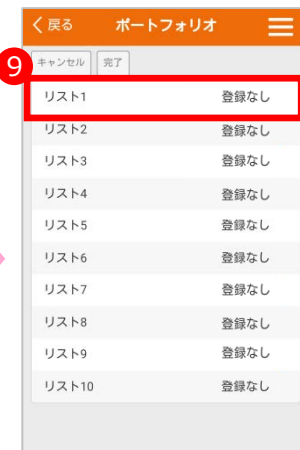 戻る ポートフォリオ
9 キャンセル 完了
リスト1 登録なし
リスト2 登録なし
リスト3 登録なし
リスト4 登録なし
リスト5 登録なし
リスト6 登録なし
リスト7 登録なし
リスト8 登録なし
リスト9 登録なし
リスト10 登録なし